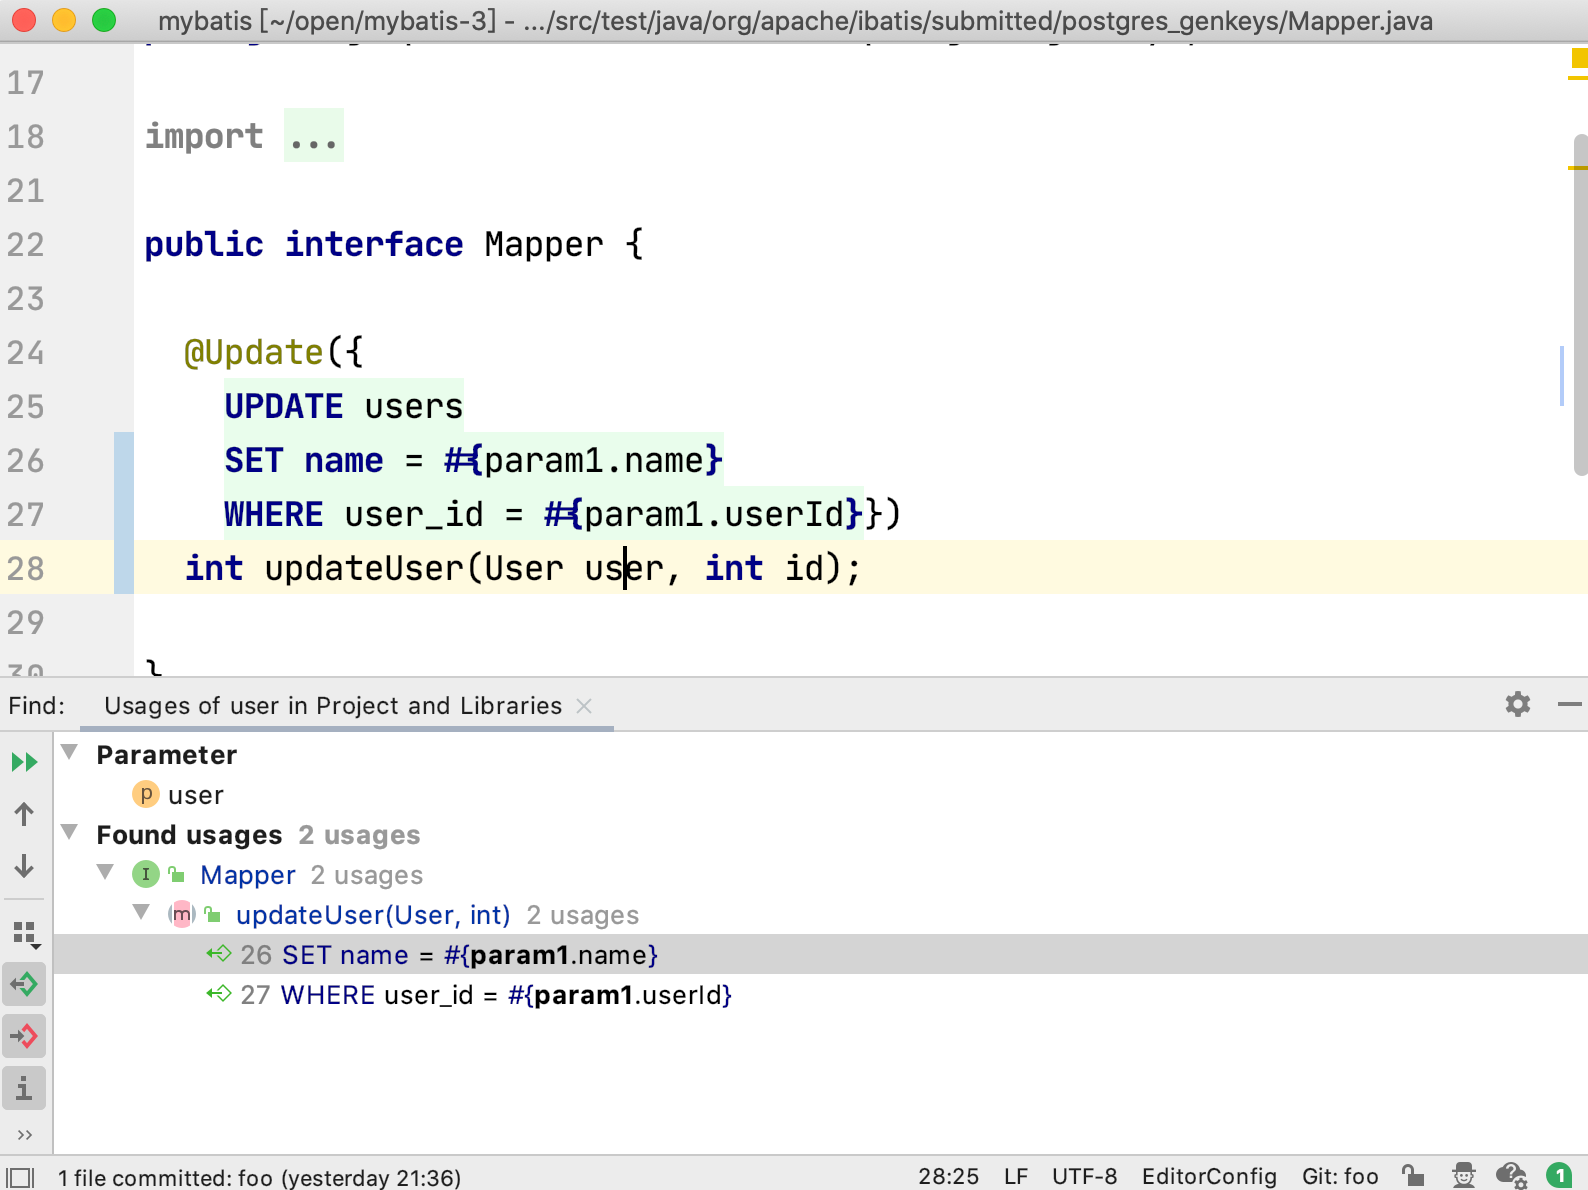 mybatis [~/open/mybatis-3] - .../src/test/java/org/apache/ibatis/submitted/postgres_genkeys/Mapper.java
17
18 import ...
21
22 public interface Mapper {
23
24 @Update({
25 UPDATE users
26 SET name = #{param1.name}
27 WHERE user_id = #{param1.userId}})
28 int updateUser(User user, int id);
29
30 }
Find: Usages of user in Project and Libraries
Parameter
p user
Found usages 2 usages
I Mapper 2 usages
m updateUser(User, int) 2 usages
26 SET name = #{param1.name}
27 WHERE user_id = #{param1.userId}
1 file committed: foo (yesterday 21:36) 28:25 LF UTF-8 EditorConfig Git: foo 1